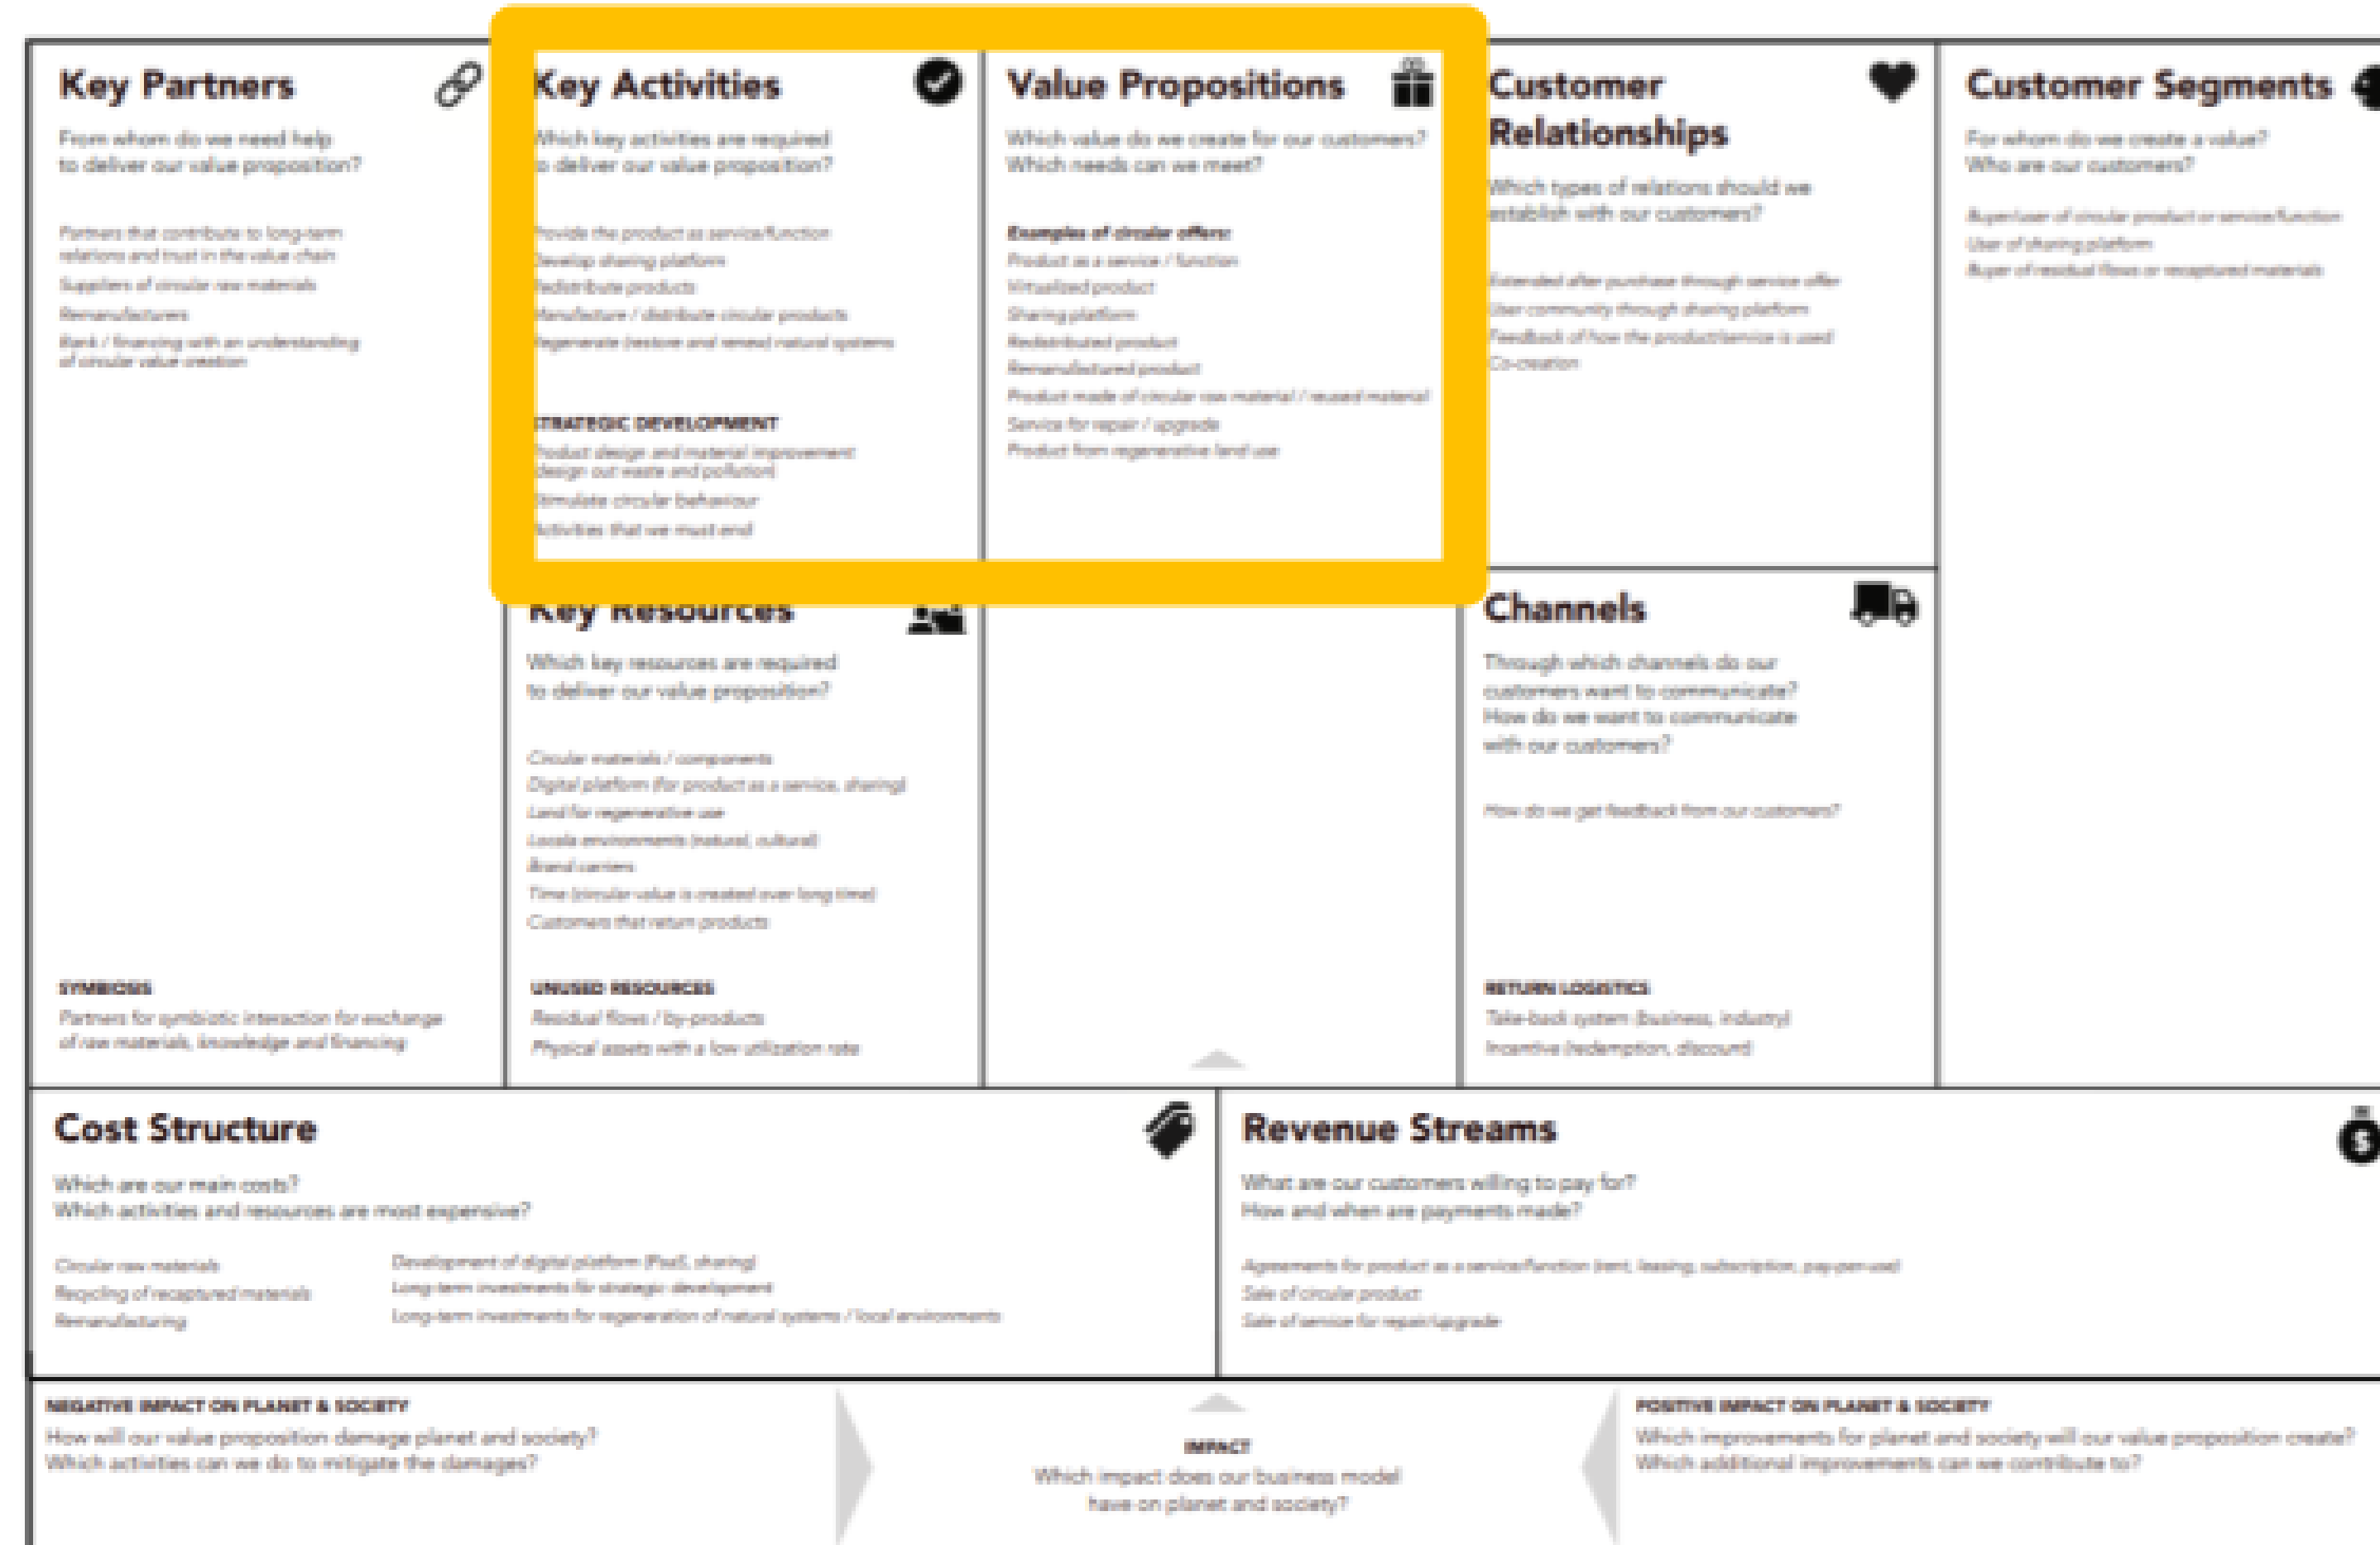 Key Partners
From whom do we need help
to deliver our value proposition?
Partners that contribute to long-term
relations and trust in the value chain
Suppliers of circular raw materials
Remanufacturers
Bank / financing with an understanding
of circular value creation
SYMBIOSIS
Partners for symbiotic interaction for exchange
of raw materials, knowledge and financing
Key Activities
Which key activities are required
to deliver our value proposition?
Provide the product as service/function
Develop sharing platform
Redistribute products
Manufacture / distribute circular products
Regenerate (restore and renew) natural systems
STRATEGIC DEVELOPMENT
Product design and material improvement
(design out waste and pollution)
Stimulate circular behaviour
Activities that we must end
Key Resources
Which key resources are required
to deliver our value proposition?
Circular materials / components
Digital platform (for product as a service, sharing)
Land for regenerative use
Locale environments (natural, cultural)
Brand carriers
Time (circular value is created over long time)
Customers that return products
UNUSED RESOURCES
Residual flows / by-products
Physical assets with a low utilization rate
Value Propositions
Which value do we create for our customers?
Which needs can we meet?
Examples of circular offers:
Product as a service / function
Virtualized product
Sharing platform
Redistributed product
Remanufactured product
Product made of circular raw material / reused material
Service for repair / upgrade
Product from regenerative land use
Customer
Relationships
Which types of relations should we
establish with our customers?
Extended after purchase through service offer
User community through sharing platform
Feedback of how the product/service is used
Co-creation
Channels
Through which channels do our
customers want to communicate?
How do we want to communicate
with our customers?
How do we get feedback from our customers?
RETURN LOGISTICS
Take-back system (business, industry)
Incentive (redemption, discount)
Customer Segments
For whom do we create a value?
Who are our customers?
Buyer/user of circular product or service/function
User of sharing platform
Buyer of residual flows or recaptured materials
Cost Structure
Which are our main costs?
Which activities and resources are most expensive?
Circular raw materials
Recycling of recaptured materials
Remanufacturing
Development of digital platform (PaaS, sharing)
Long-term investments för strategic development
Long-term investments for regeneration of natural systems / local environments
Revenue Streams
What are our customers willing to pay for?
How and when are payments made?
Agreements for product as a service/function (rent, leasing, subscription, pay-per-use)
Sale of circular product
Sale of service for repair/upgrade
NEGATIVE IMPACT ON PLANET & SOCIETY
How will our value proposition damage planet and society?
Which activities can we do to mitigate the damages?
IMPACT
Which impact does our business model
have on planet and society?
POSITIVE IMPACT ON PLANET & SOCIETY
Which improvements for planet and society will our value proposition create?
Which additional improvements can we contribute to?